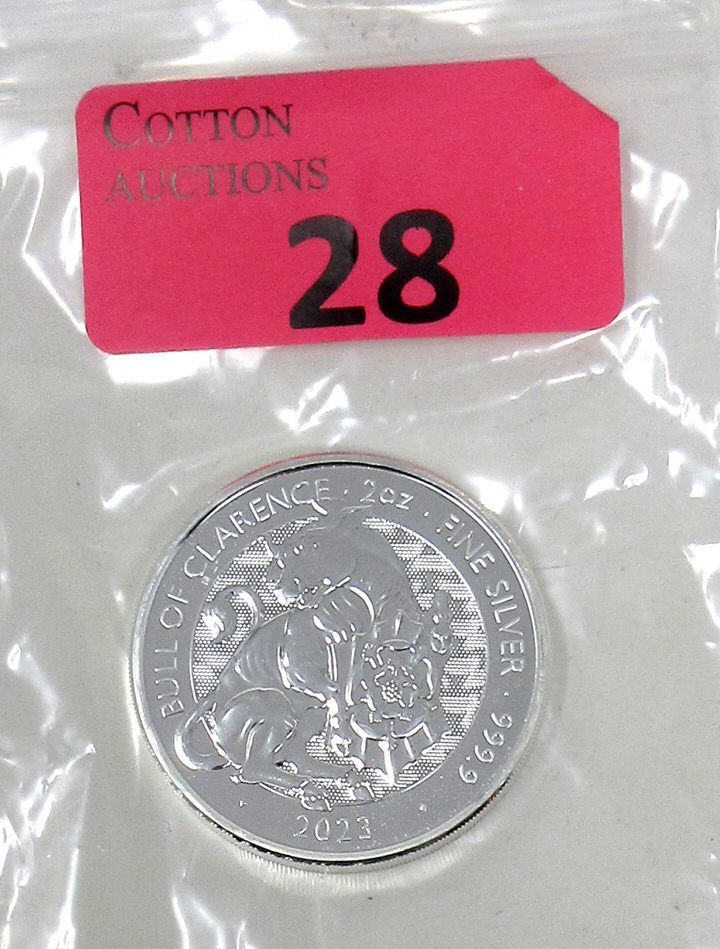 COTTON
AUCTIONS
28
BULL OF CLARENCE · 2oz · FINE SILVER · 999.9
2023